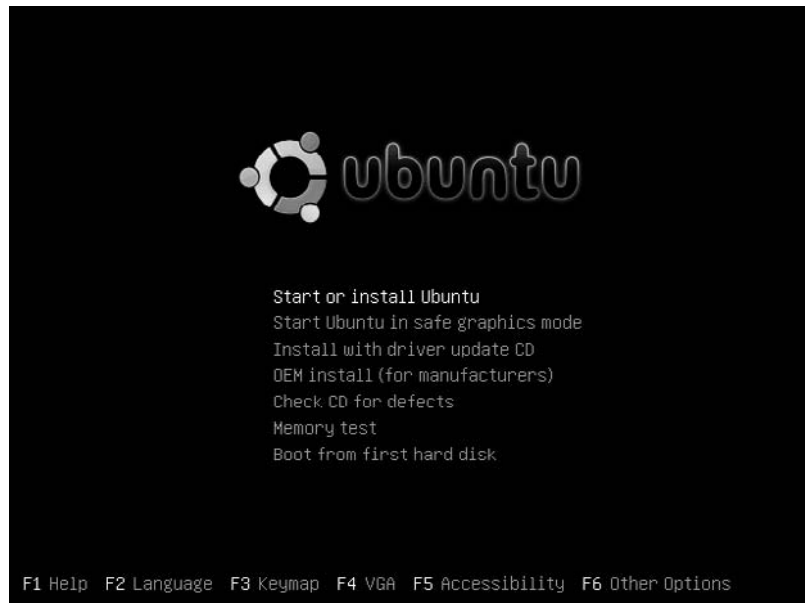 ubuntu
Start or install Ubuntu
Start Ubuntu in safe graphics mode
Install with driver update CD
OEM install (for manufacturers)
Check CD for defects
Memory test
Boot from first hard disk
F1 Help F2 Language F3 Keymap F4 VGA F5 Accessibility F6 Other Options